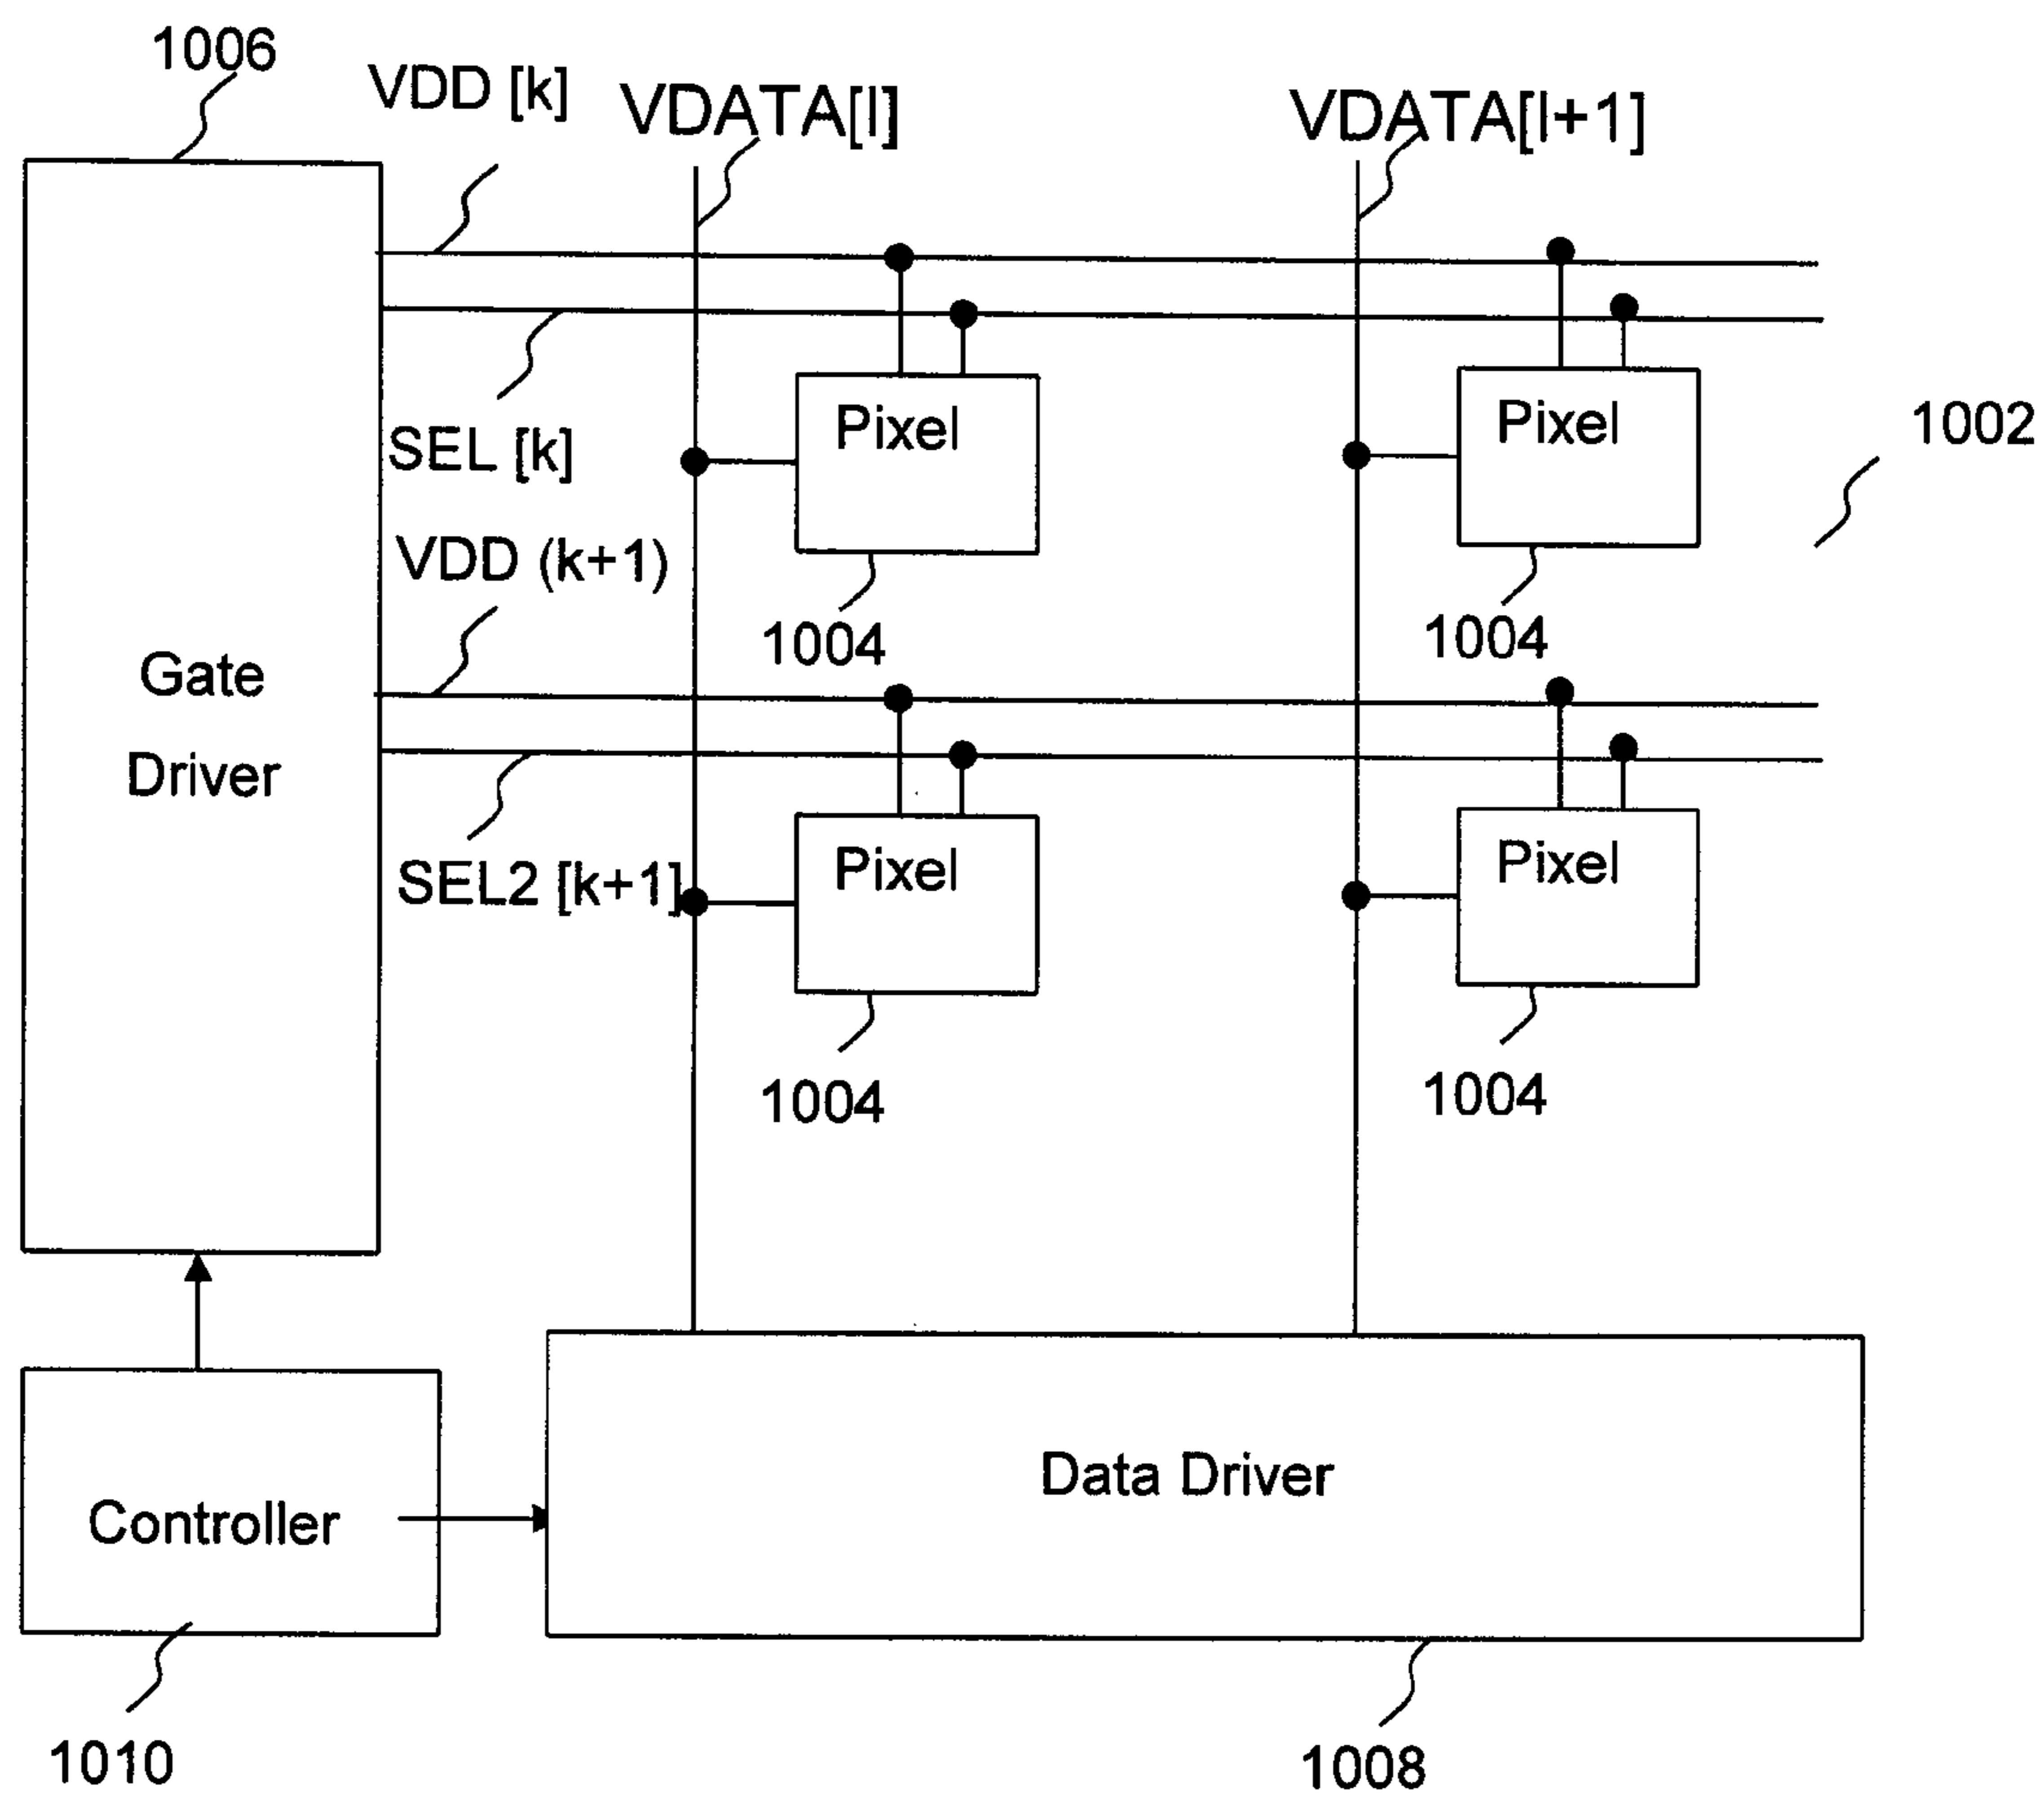 1006
VDD [k]
VDATA[l]
VDATA[l+1]
SEL [k]
Pixel
Pixel
1002
VDD (k+1)
1004
1004
Gate
Driver
SEL2 [k+1]
Pixel
Pixel
1004
1004
Controller
Data Driver
1010
1008